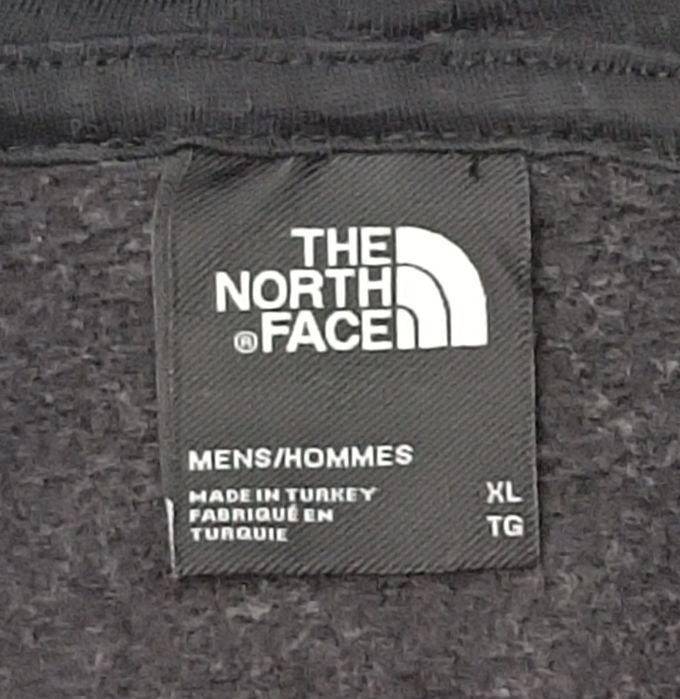 THE
NORTH
® FACE
MENS/HOMMES
MADE IN TURKEY XL
FABRIQUÉ EN
TURQUIE TG